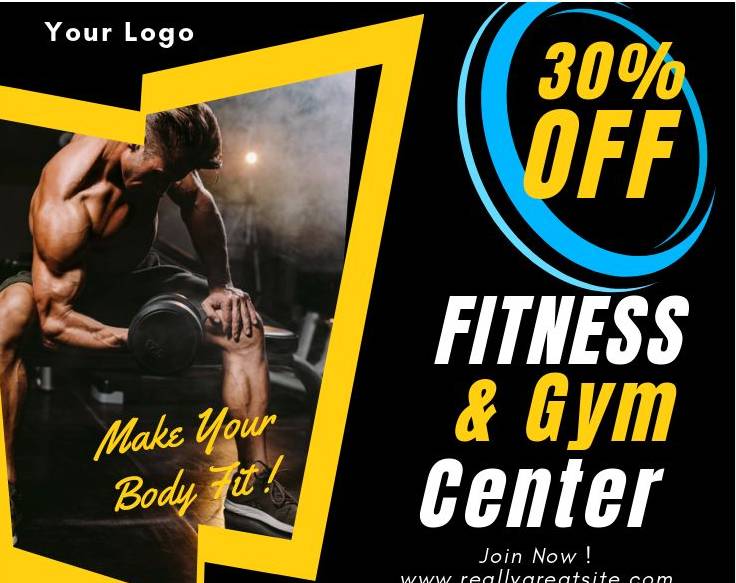 Your Logo
30%
OFF
FITNESS
& Gym
Center
Make Your
Body Fit !
Join Now !
www.reallygreatsite.com